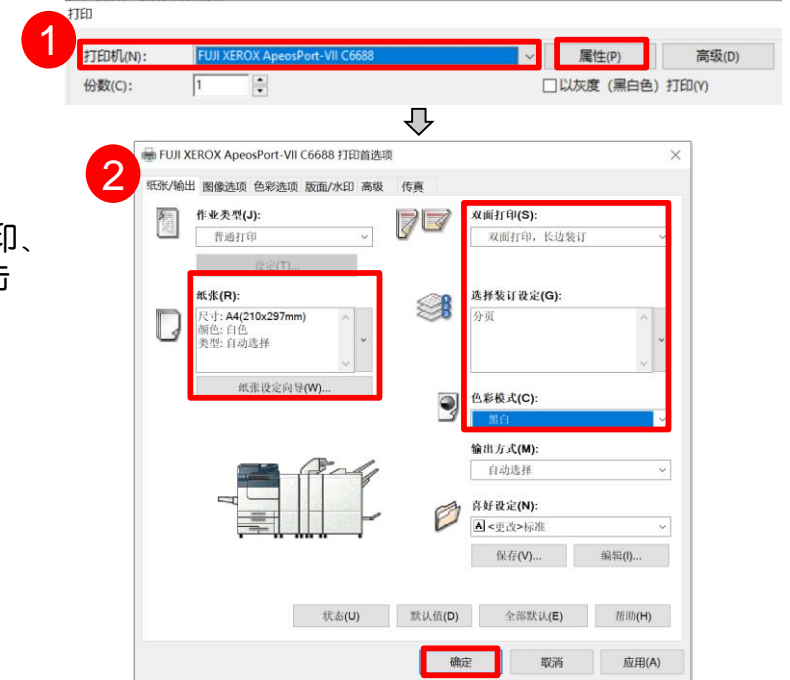 打印
1
打印机(N):
FUJI XEROX ApeosPort-VII C6688
属性(P)
高级(D)
份数(C):
1
以灰度（黑白色）打印(Y)
2
FUJI XEROX ApeosPort-VII C6688 打印首选项
纸张/输出 图像选项 色彩选项 版面/水印 高级 传真
印、
行
作业类型(J):
普通打印
设定(T)...
纸张(R):
尺寸: A4(210x297mm)
颜色: 白色
类型: 自动选择
纸张设定向导(W)...
双面打印(S):
双面打印，长边装订
选择装订设定(G):
分页
色彩模式(C):
黑白
输出方式(M):
自动选择
喜好设定(N):
A <更改>标准
保存(V)...
编辑(I)...
状态(U)
默认值(D)
全部默认(E)
帮助(H)
确定
取消
应用(A)